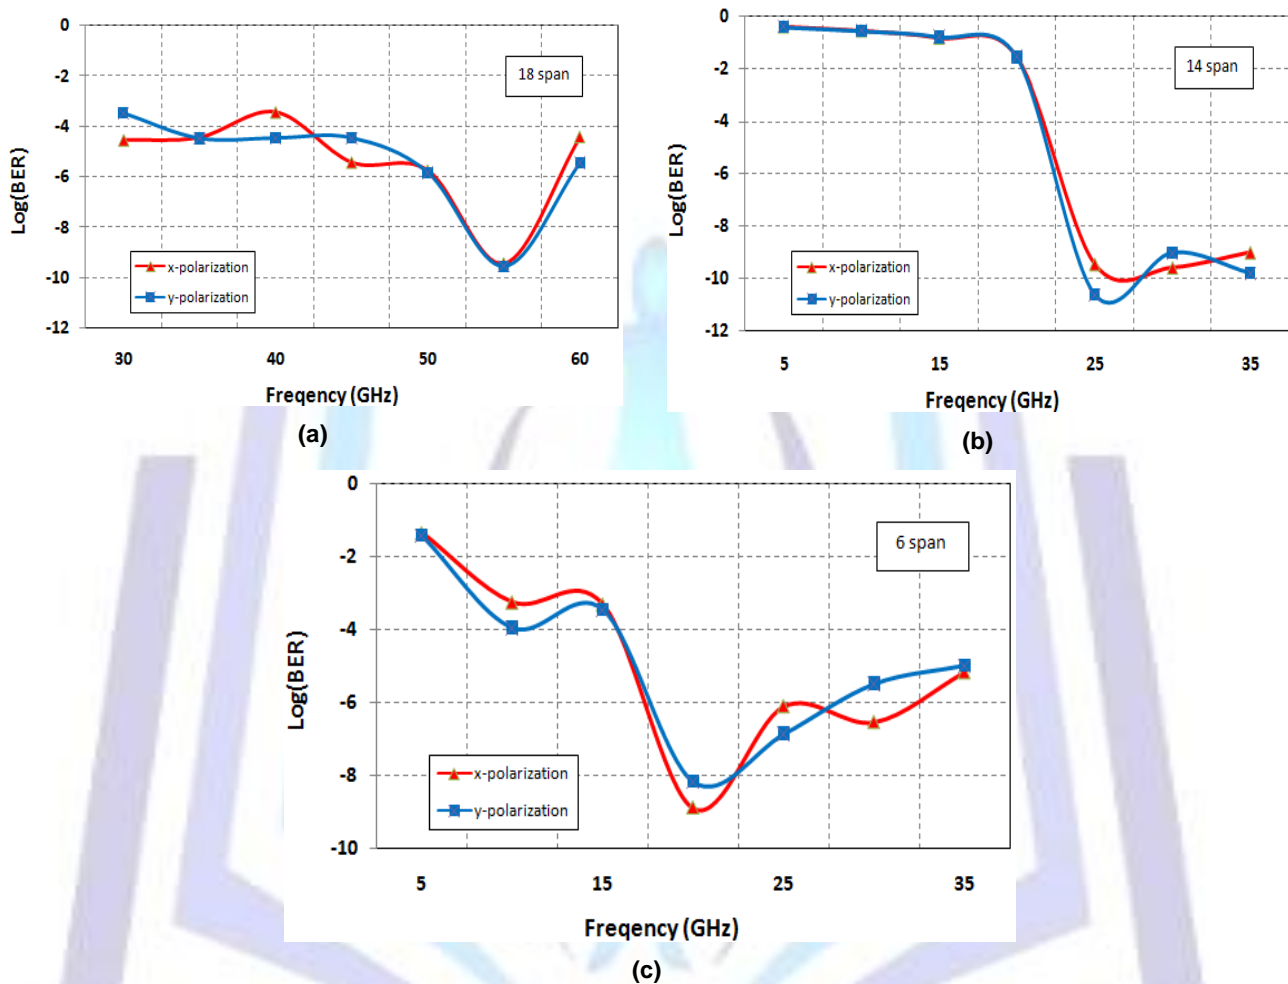 0
-2
-4
-6
-8
-10
-12
Log(BER)
18 span
x-polarization
y-polarization
30 40 50 60
Freqency (GHz)
(a)
0
-2
-4
-6
-8
-10
-12
Log(BER)
14 span
x-polarization
y-polarization
5 15 25 35
Freqency (GHz)
(b)
0
-2
-4
-6
-8
-10
Log(BER)
6 span
x-polarization
y-polarization
5 15 25 35
Freqency (GHz)
(c)